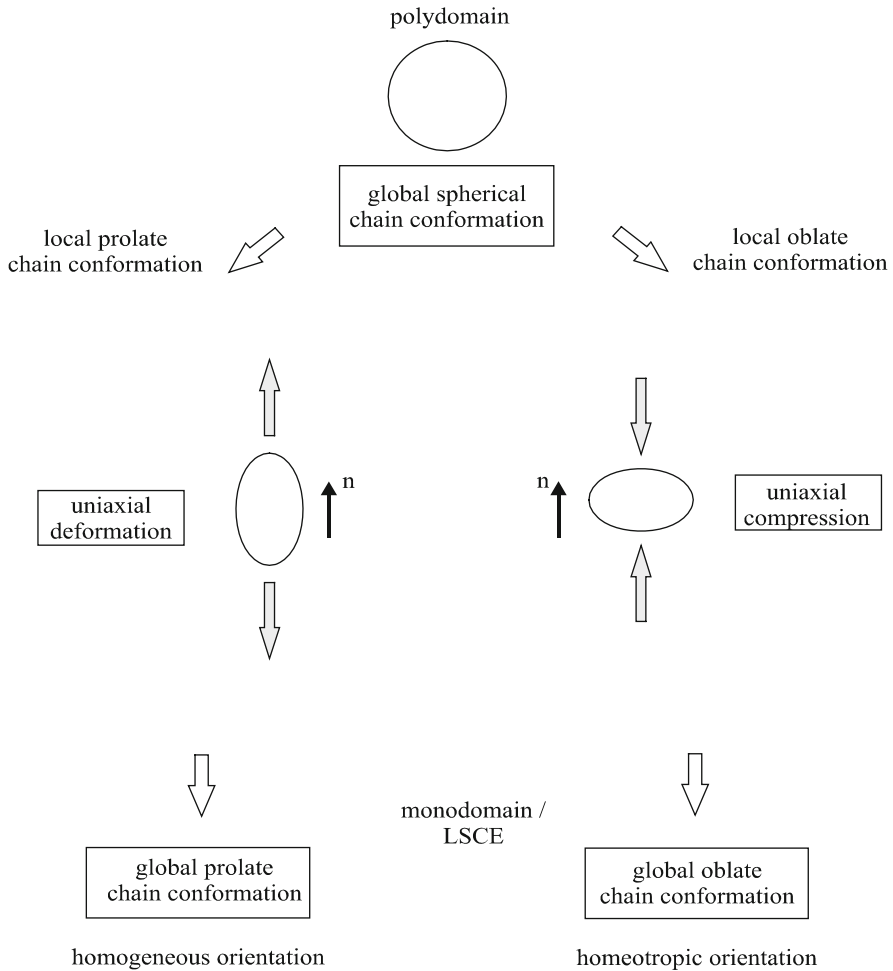 polydomain
global spherical
chain conformation
local prolate
chain conformation
local oblate
chain conformation
n
uniaxial
deformation
n
uniaxial
compression
monodomain /
LSCE
global prolate
chain conformation
homogeneous orientation
global oblate
chain conformation
homeotropic orientation